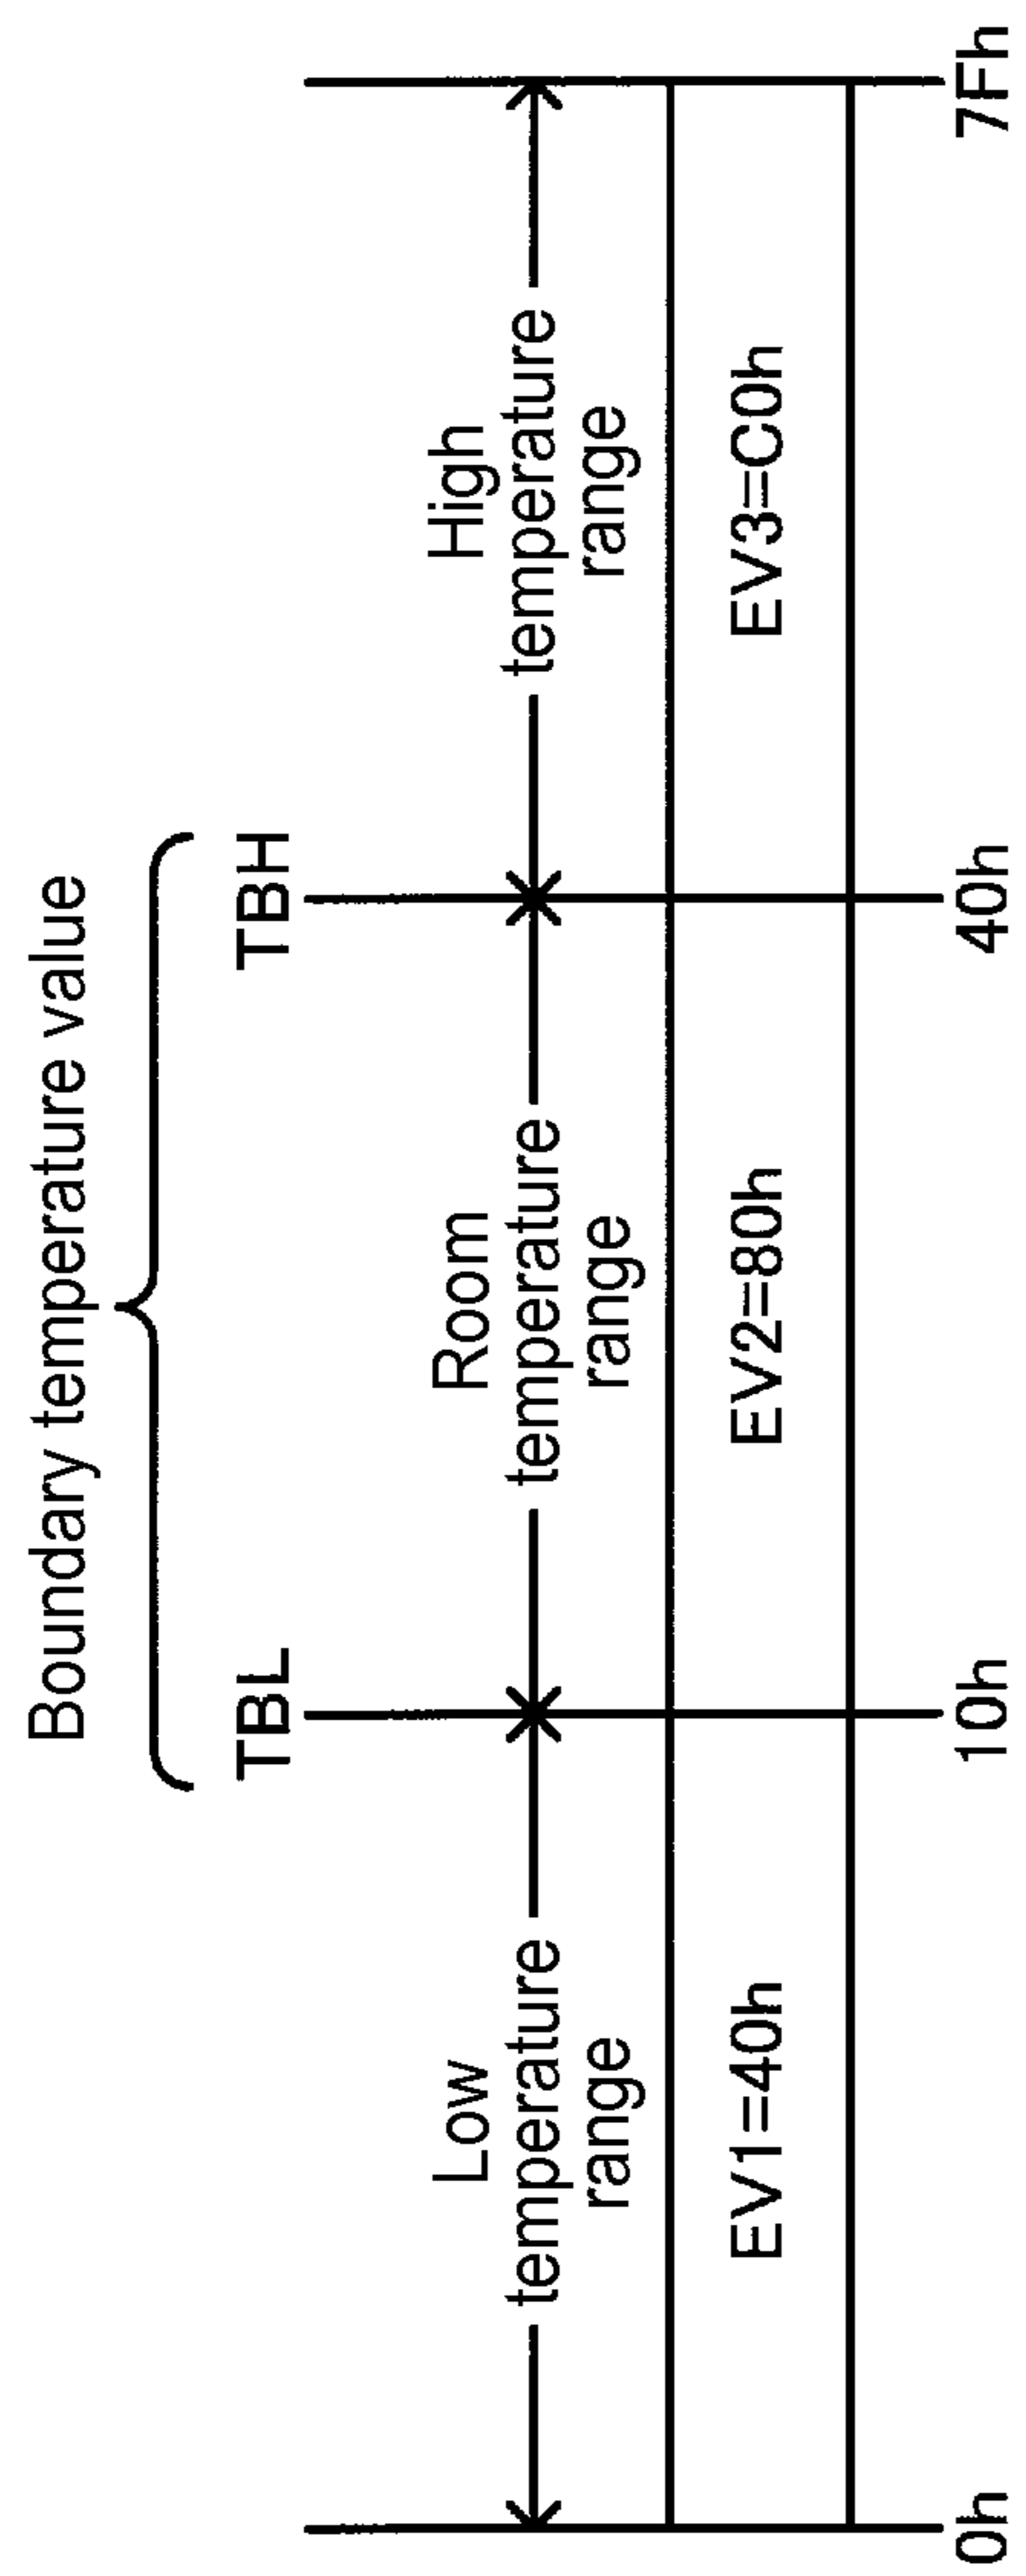 Boundary temperature value
TBL
TBH
Low
temperature
range
Room
temperature
range
High
temperature
range
EV1=40h
EV2=80h
EV3=C0h
0h
10h
40h
7Fh